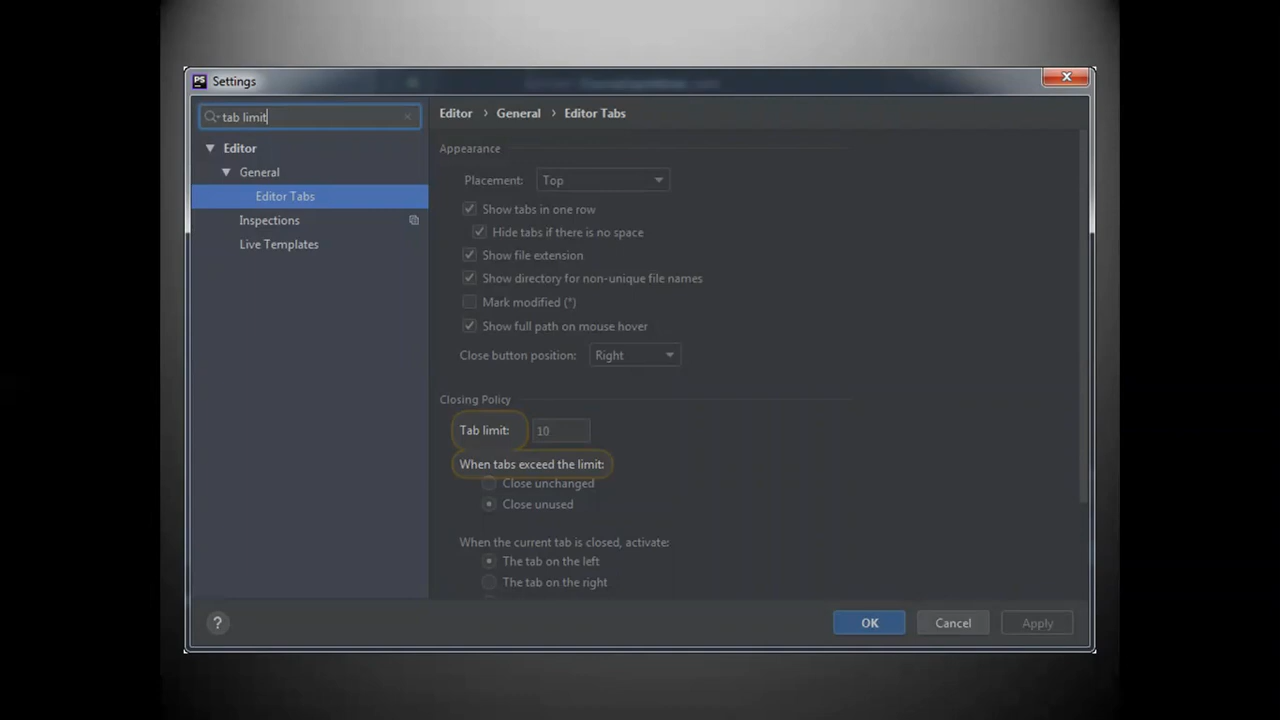 PS Settings
tab limit
Editor
General
Editor Tabs
Inspections
Live Templates
Editor › General › Editor Tabs
Appearance
Placement: Top
Show tabs in one row
Hide tabs if there is no space
Show file extension
Show directory for non-unique file names
Mark modified (*)
Show full path on mouse hover
Close button position: Right
Closing Policy
Tab limit: 10
When tabs exceed the limit:
Close unchanged
Close unused
When the current tab is closed, activate:
The tab on the left
The tab on the right
?
OK Cancel Apply